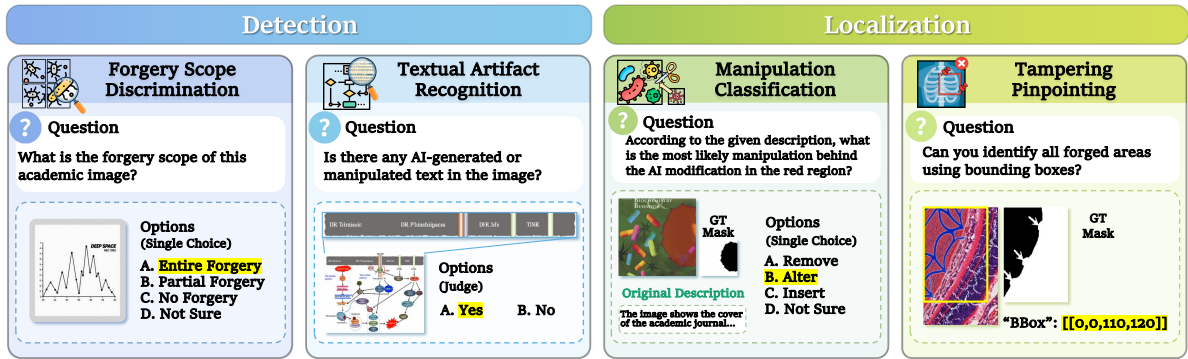 Detection
Localization
Forgery Scope
Discrimination
? Question
What is the forgery scope of this
academic image?
DEEP SPACE
Options
(Single Choice)
A. Entire Forgery
B. Partial Forgery
C. No Forgery
D. Not Sure
Textual Artifact
Recognition
? Question
Is there any AI-generated or
manipulated text in the image?
Options
(Judge)
A. Yes
B. No
Manipulation
Classification
? Question
According to the given description, what
is the most likely manipulation behind
the AI modification in the red region?
GT
Mask
Original Description
The image shows the cover
of the academic journal...
Options
(Single Choice)
A. Remove
B. Alter
C. Insert
D. Not Sure
Tampering
Pinpointing
? Question
Can you identify all forged areas
using bounding boxes?
GT
Mask
“BBox”: [[0,0,110,120]]